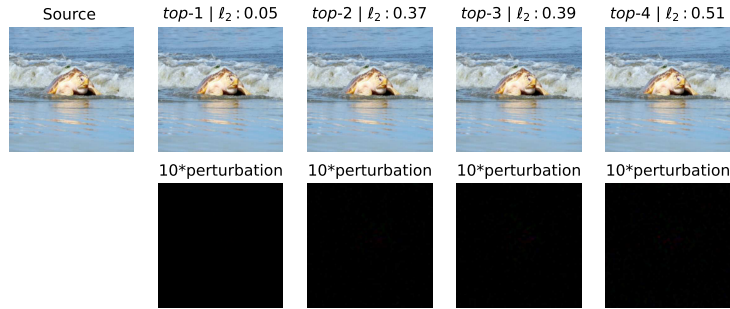 Source
top-1 | ℓ₂ : 0.05
top-2 | ℓ₂ : 0.37
top-3 | ℓ₂ : 0.39
top-4 | ℓ₂ : 0.51
10*perturbation
10*perturbation
10*perturbation
10*perturbation